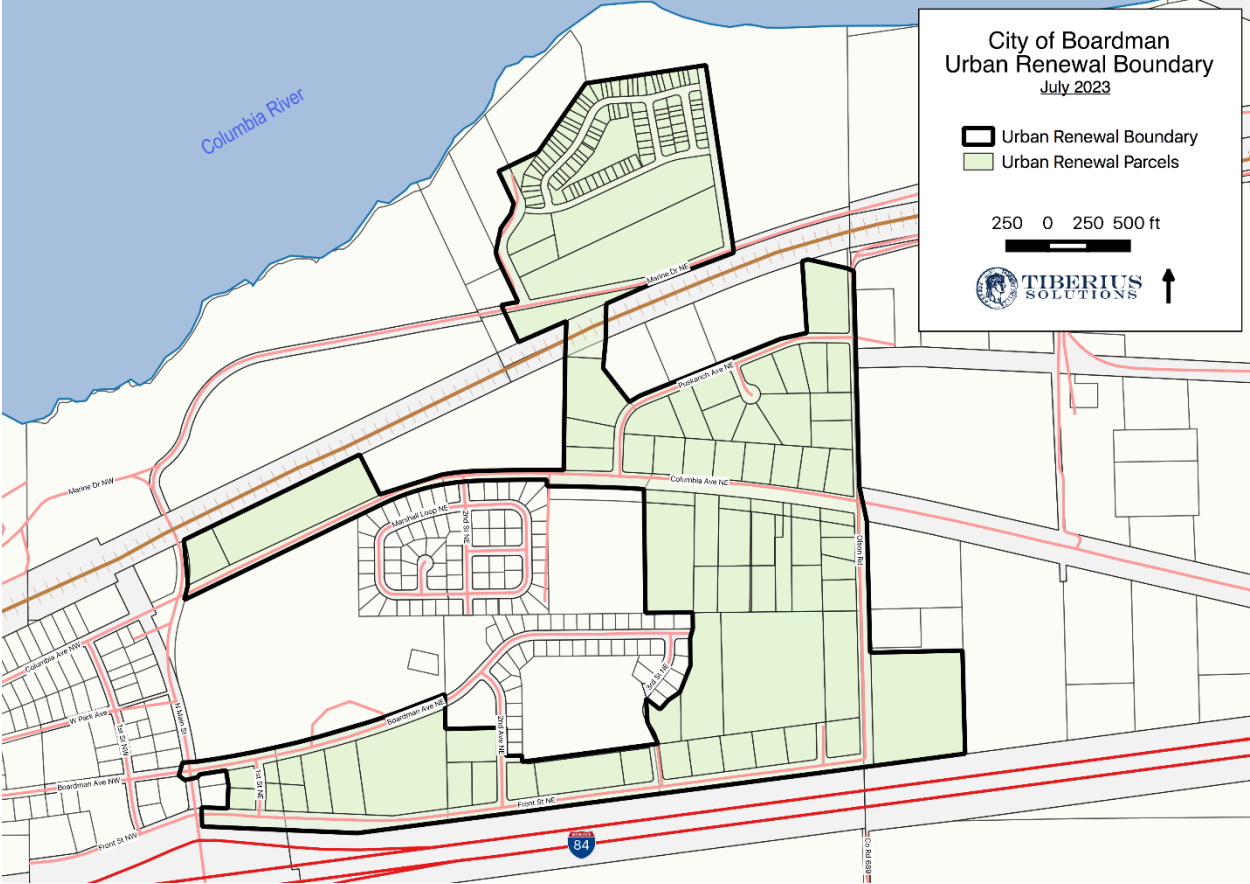 City of Boardman
Urban Renewal Boundary
July 2023
Urban Renewal Boundary
Urban Renewal Parcels
250 0 250 500 ft
TIBERIUS
SOLUTIONS
Columbia River
Marine Dr NE
Puskarich Ave NE
Columbia Ave NE
Marine Dr NW
Marshall Loop NE
2nd St NE
Olson Rd
Columbia Ave NW
3rd St NE
W Park Ave
1st St NW
N Main St
Boardman Ave NE
2nd Ave NE
Boardman Ave NW
1st St NE
Front St NE
Front St NW
84
Co Rd 689